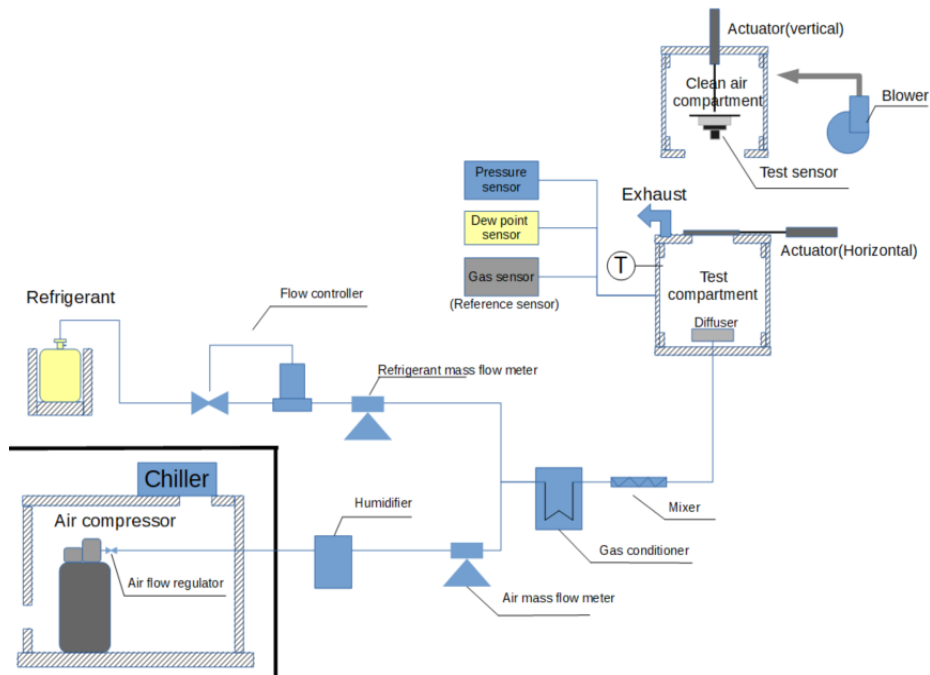 Actuator(vertical)
Clean air
compartment
Blower
Test sensor
Pressure
sensor
Exhaust
Dew point
sensor
Actuator(Horizontal)
T
Gas sensor
(Reference sensor)
Test
compartment
Diffuser
Refrigerant
Flow controller
Refrigerant mass flow meter
Chiller
Air compressor
Humidifier
Mixer
Gas conditioner
Air flow regulator
Air mass flow meter